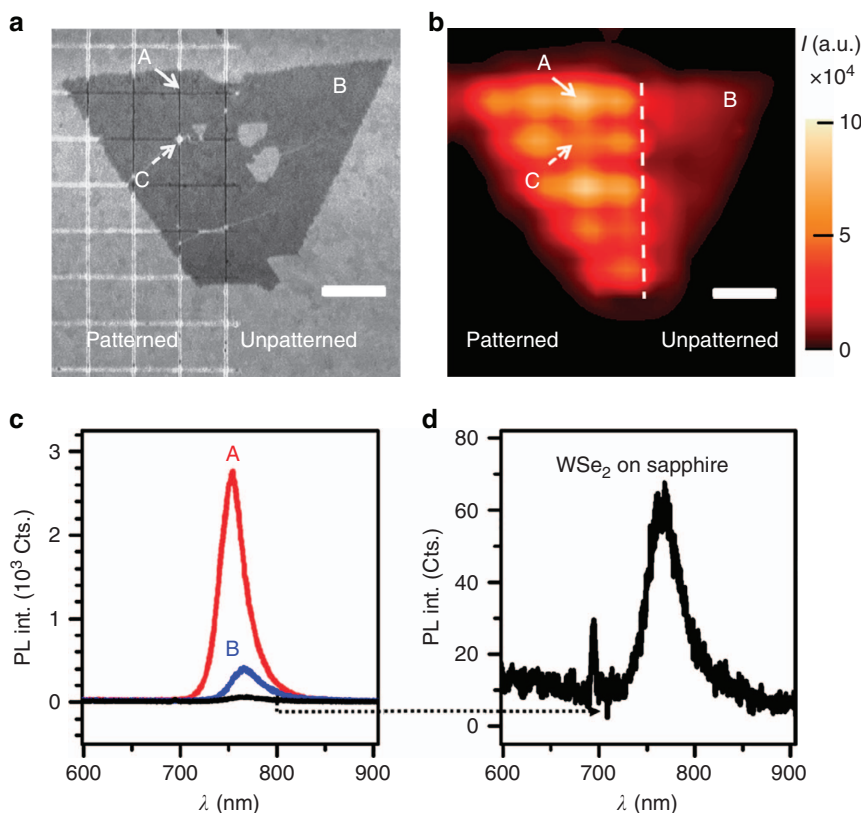 a
A
B
C
Patterned Unpatterned
b
A
B
C
Patterned Unpatterned
I (a.u.)
×10⁴
10
5
0
c
3
2
1
0
PL int. (10³ Cts.)
A
B
600 700 800 900
λ (nm)
d
80
60
40
20
0
PL int. (Cts.)
WSe₂ on sapphire
600 700 800 900
λ (nm)